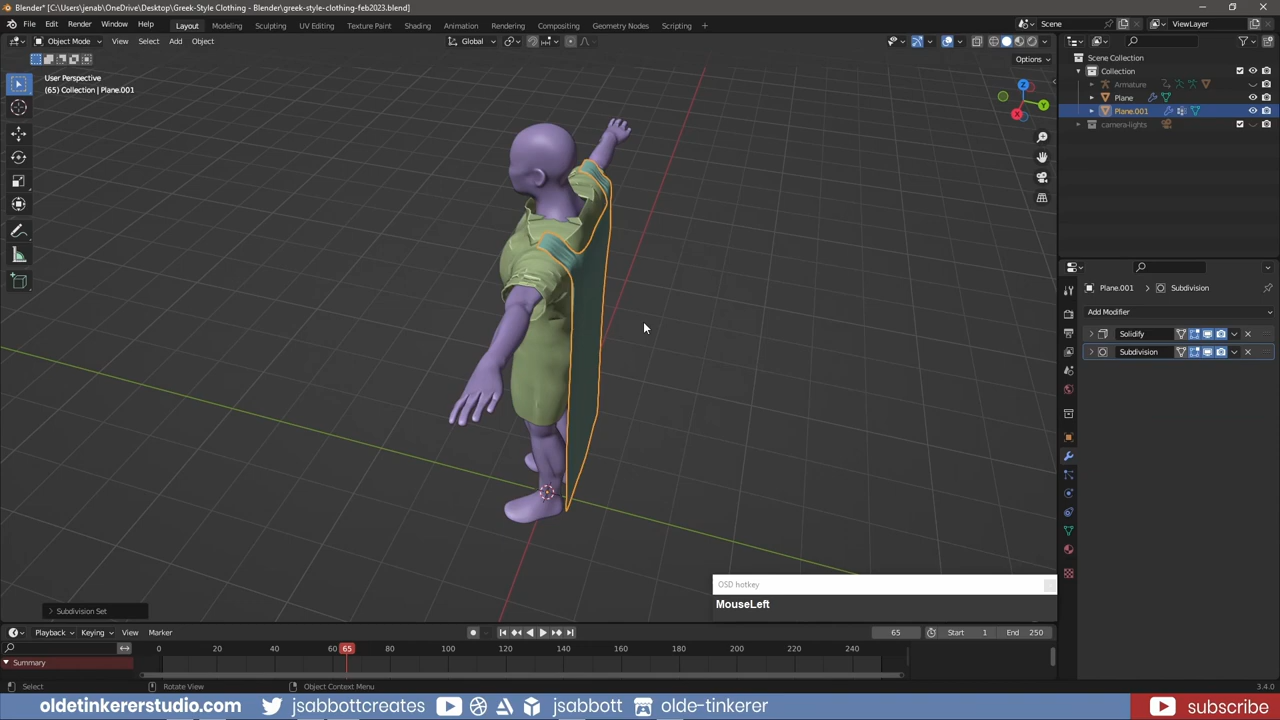 Blender* [C:\Users\jenab\OneDrive\Desktop\Greek-Style Clothing - Blender\greek-style-clothing-feb2023.blend]
File Edit Render Window Help Layout Modeling Sculpting UV Editing Texture Paint Shading Animation Rendering Compositing Geometry Nodes Scripting + Scene ViewLayer
Object Mode View Select Add Object Global
Options
User Perspective
(65) Collection | Plane.001
Scene Collection
Collection
Armature
Plane
Plane.001
camera-lights
Z
Y
X
Plane.001 > Subdivision
Add Modifier
Solidify
Subdivision
OSD hotkey
MouseLeft
Subdivision Set
Playback Keying View Marker 65 Start 1 End 250
0 20 40 60 65 80 100 120 140 160 180 200 220 240
Summary
Select Rotate View Object Context Menu 3.4.0
oldetinkererstudio.com jsabbottcreates jsabbott olde-tinkerer subscribe